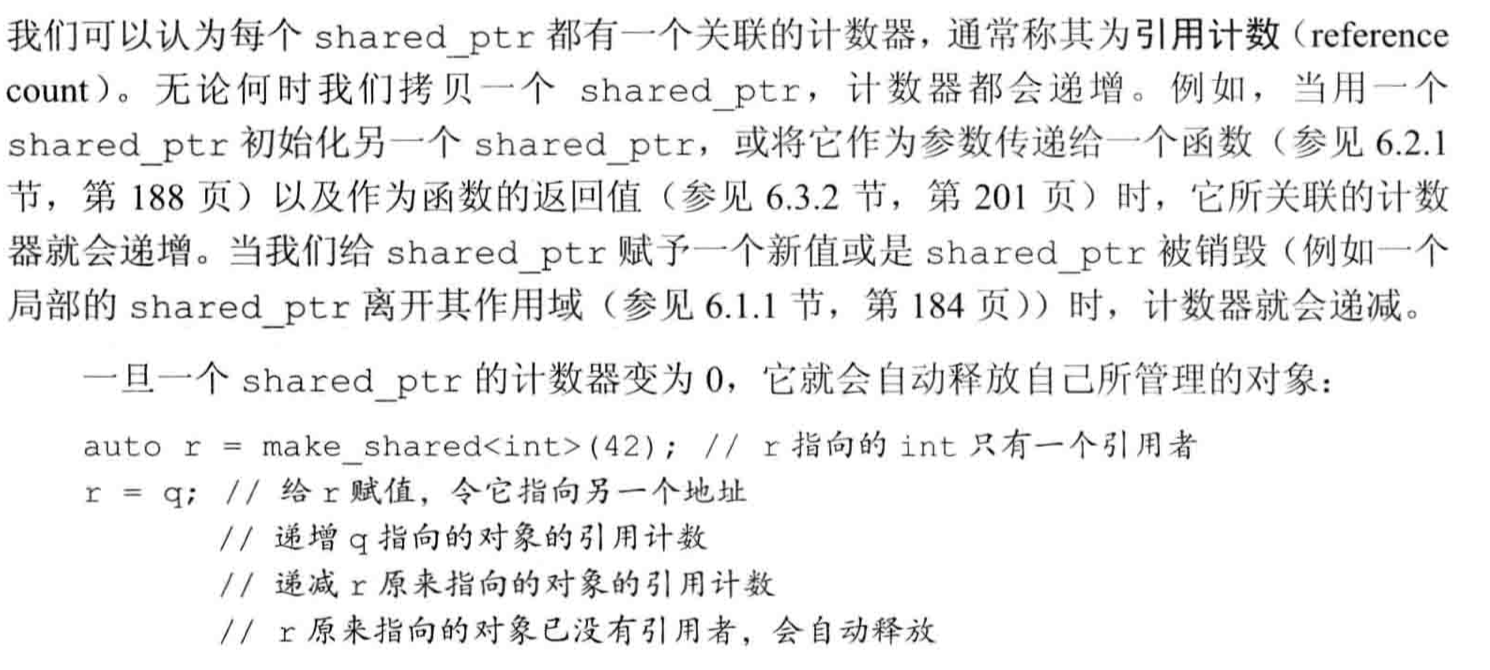 我们可以认为每个 shared_ptr 都有一个关联的计数器，通常称其为引用计数（reference
count）。无论何时我们拷贝一个 shared_ptr，计数器都会递增。例如，当用一个
shared_ptr 初始化另一个 shared_ptr，或将它作为参数传递给一个函数（参见 6.2.1
节，第 188 页）以及作为函数的返回值（参见 6.3.2 节，第 201 页）时，它所关联的计数
器就会递增。当我们给 shared_ptr 赋予一个新值或是 shared_ptr 被销毁（例如一个
局部的 shared_ptr 离开其作用域（参见 6.1.1 节，第 184 页））时，计数器就会递减。
一旦一个 shared_ptr 的计数器变为 0，它就会自动释放自己所管理的对象：
auto r = make_shared<int>(42); // r 指向的 int 只有一个引用者
r = q; // 给 r 赋值，令它指向另一个地址
// 递增 q 指向的对象的引用计数
// 递减 r 原来指向的对象的引用计数
// r 原来指向的对象已没有引用者，会自动释放